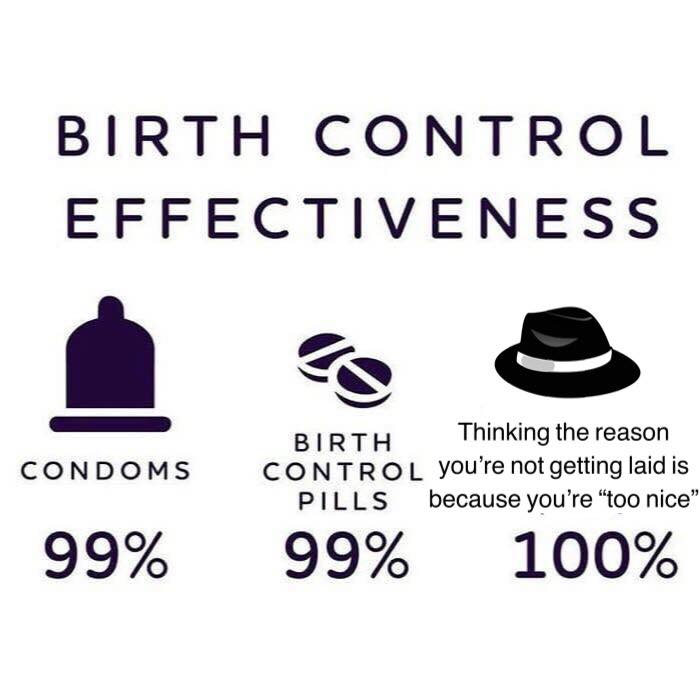 BIRTH CONTROL
EFFECTIVENESS
CONDOMS
99%
BIRTH
CONTROL
PILLS
99%
Thinking the reason
you're not getting laid is
because you're “too nice”
100%